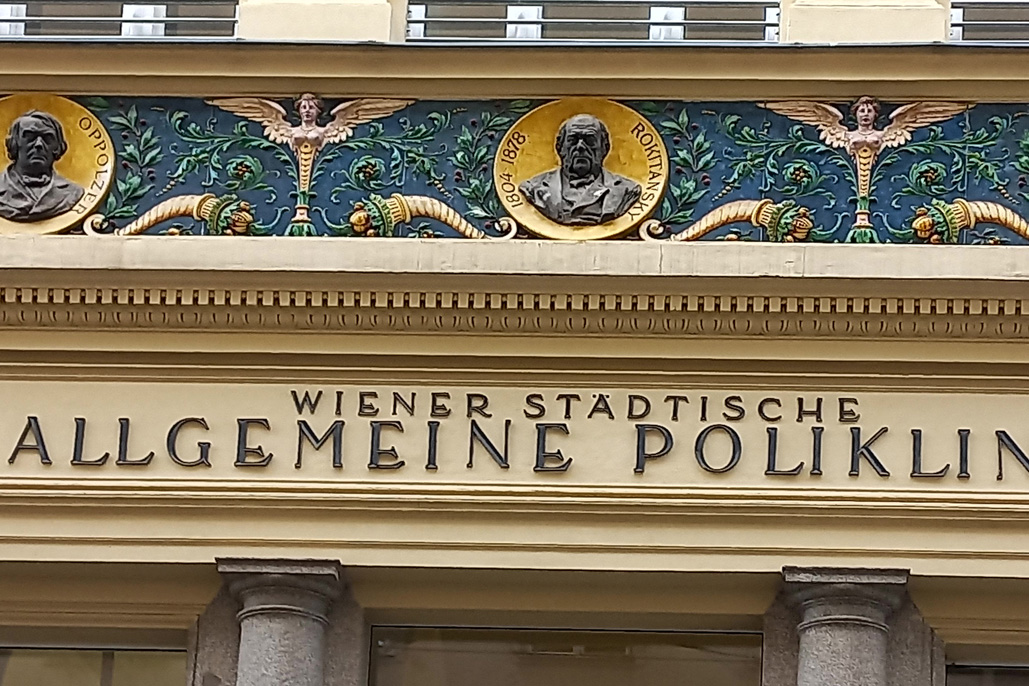 OPPOLZER
1804 1878 ROKITANSKY
WIENER STÄDTISCHE
ALLGEMEINE POLIKLIN